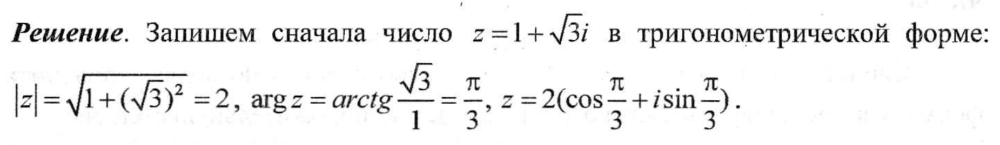 Решение. Запишем сначала число z = 1 + √3i в тригонометрической форме:
|z| = √(1 + (√3)²) = 2, arg z = arctg √3/1 = π/3, z = 2(cos π/3 + i sin π/3).